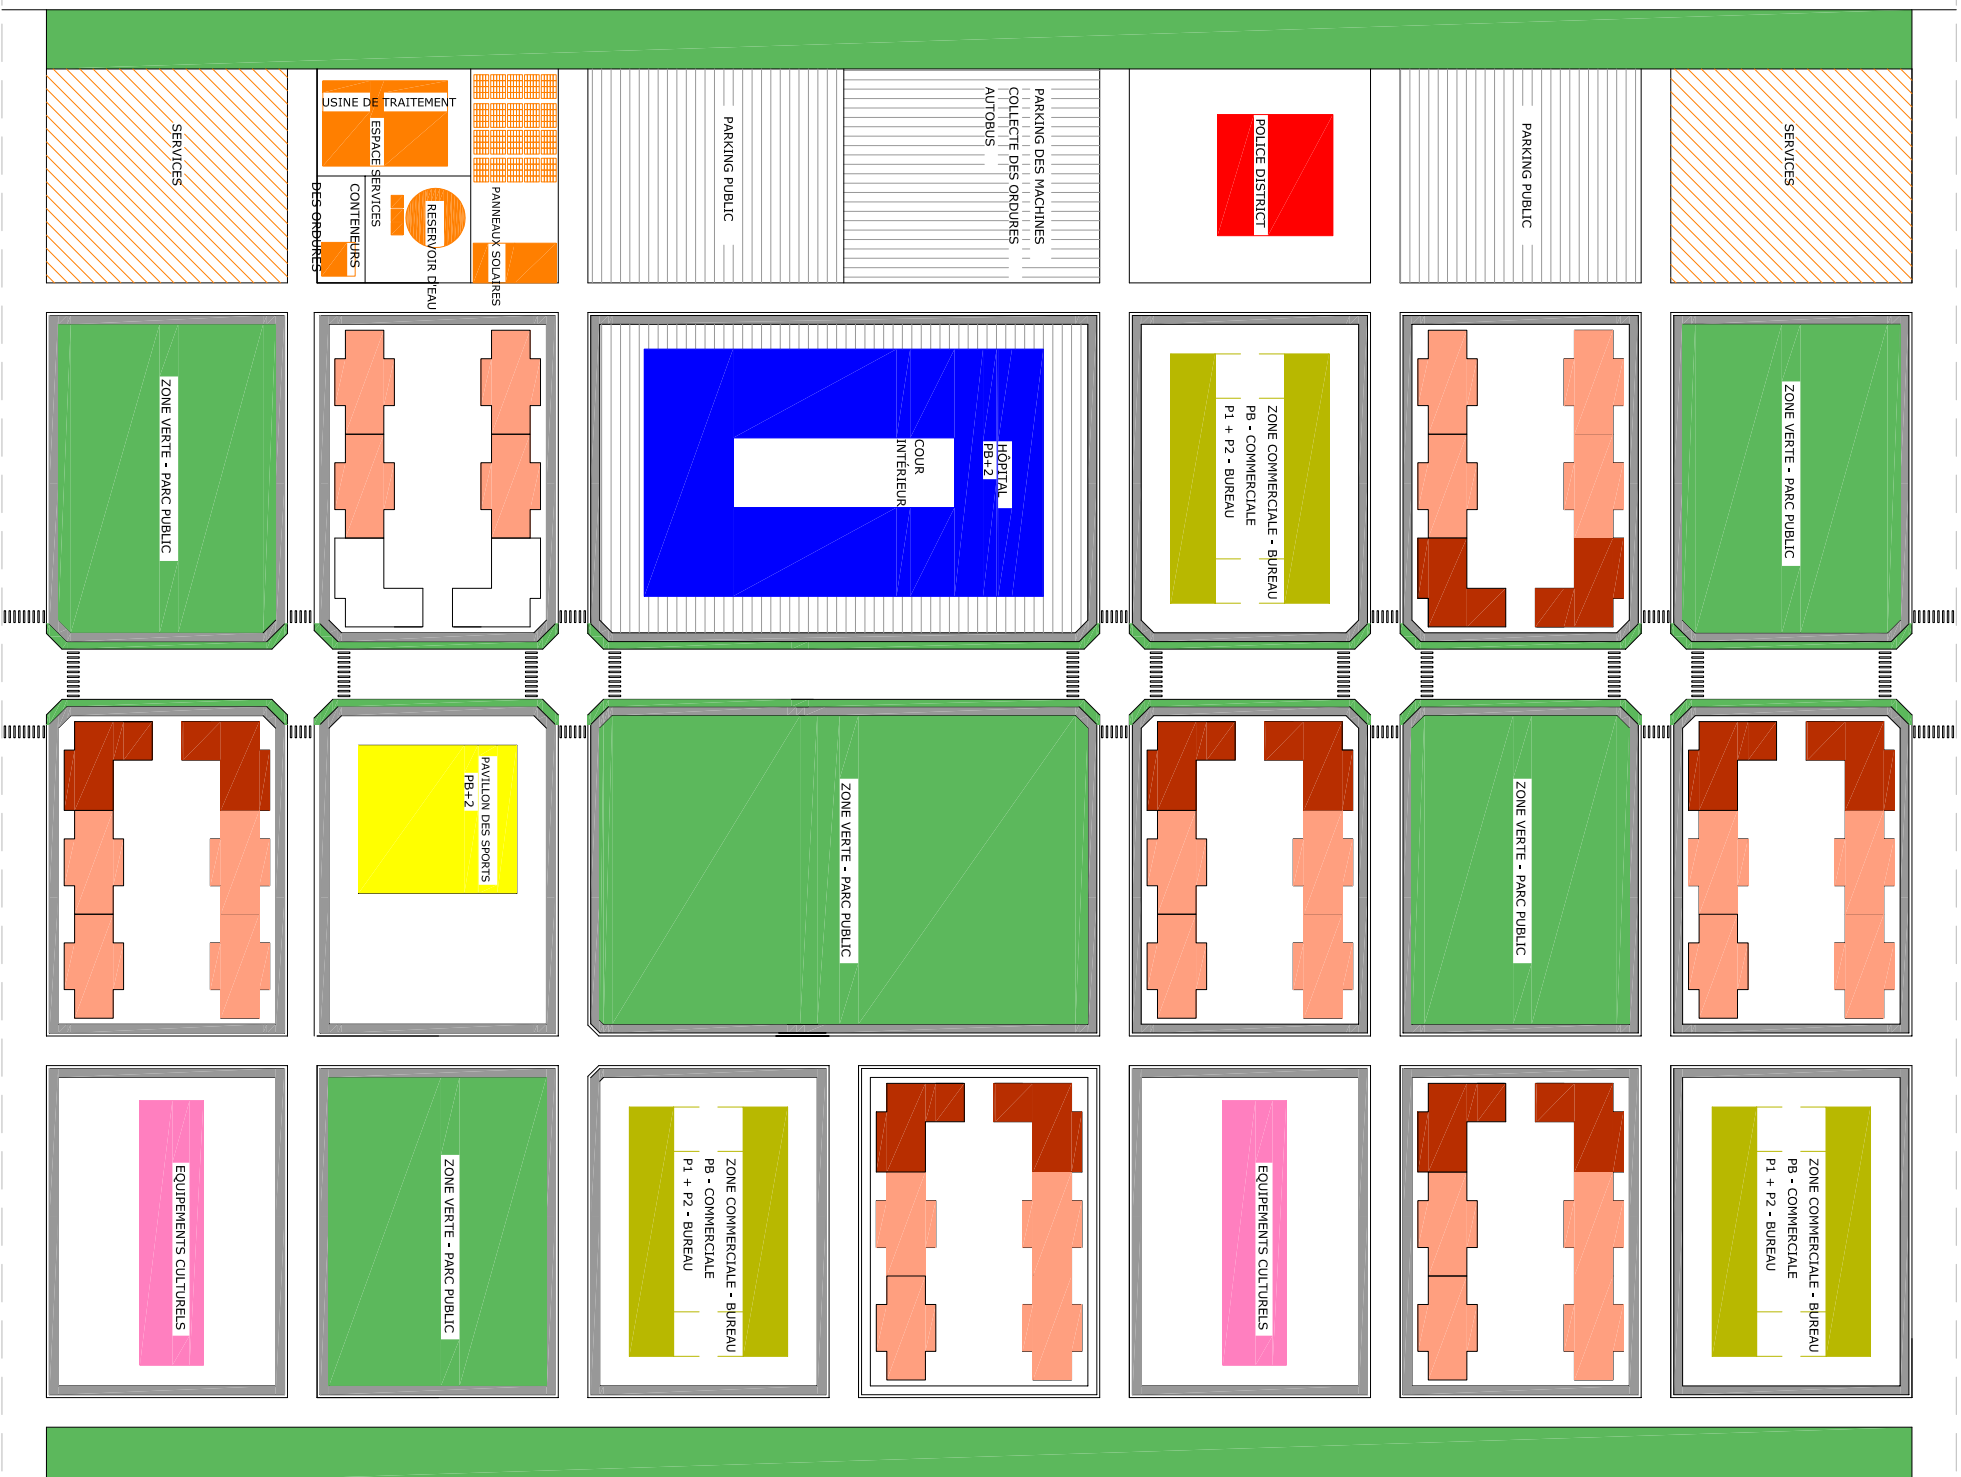 SERVICES
USINE DE TRAITEMENT
ESPACE SERVICES
CONTENEURS
DES ORDURES
RESERVOIR D'EAU
PANNEAUX SOLAIRES
PARKING PUBLIC
PARKING DES MACHINES
COLLECTE DES ORDURES
AUTOBUS
POLICE DISTRICT
PARKING PUBLIC
SERVICES
ZONE VERTE - PARC PUBLIC
HÔPITAL
PB+2
COUR
INTÉRIEUR
ZONE COMMERCIALE - BUREAU
PB - COMMERCIALE
P1 + P2 - BUREAU
ZONE VERTE - PARC PUBLIC
PAVILLON DES SPORTS
PB+2
ZONE VERTE - PARC PUBLIC
ZONE VERTE - PARC PUBLIC
EQUIPEMENTS CULTURELS
ZONE VERTE - PARC PUBLIC
ZONE COMMERCIALE - BUREAU
PB - COMMERCIALE
P1 + P2 - BUREAU
EQUIPEMENTS CULTURELS
ZONE COMMERCIALE - BUREAU
PB - COMMERCIALE
P1 + P2 - BUREAU